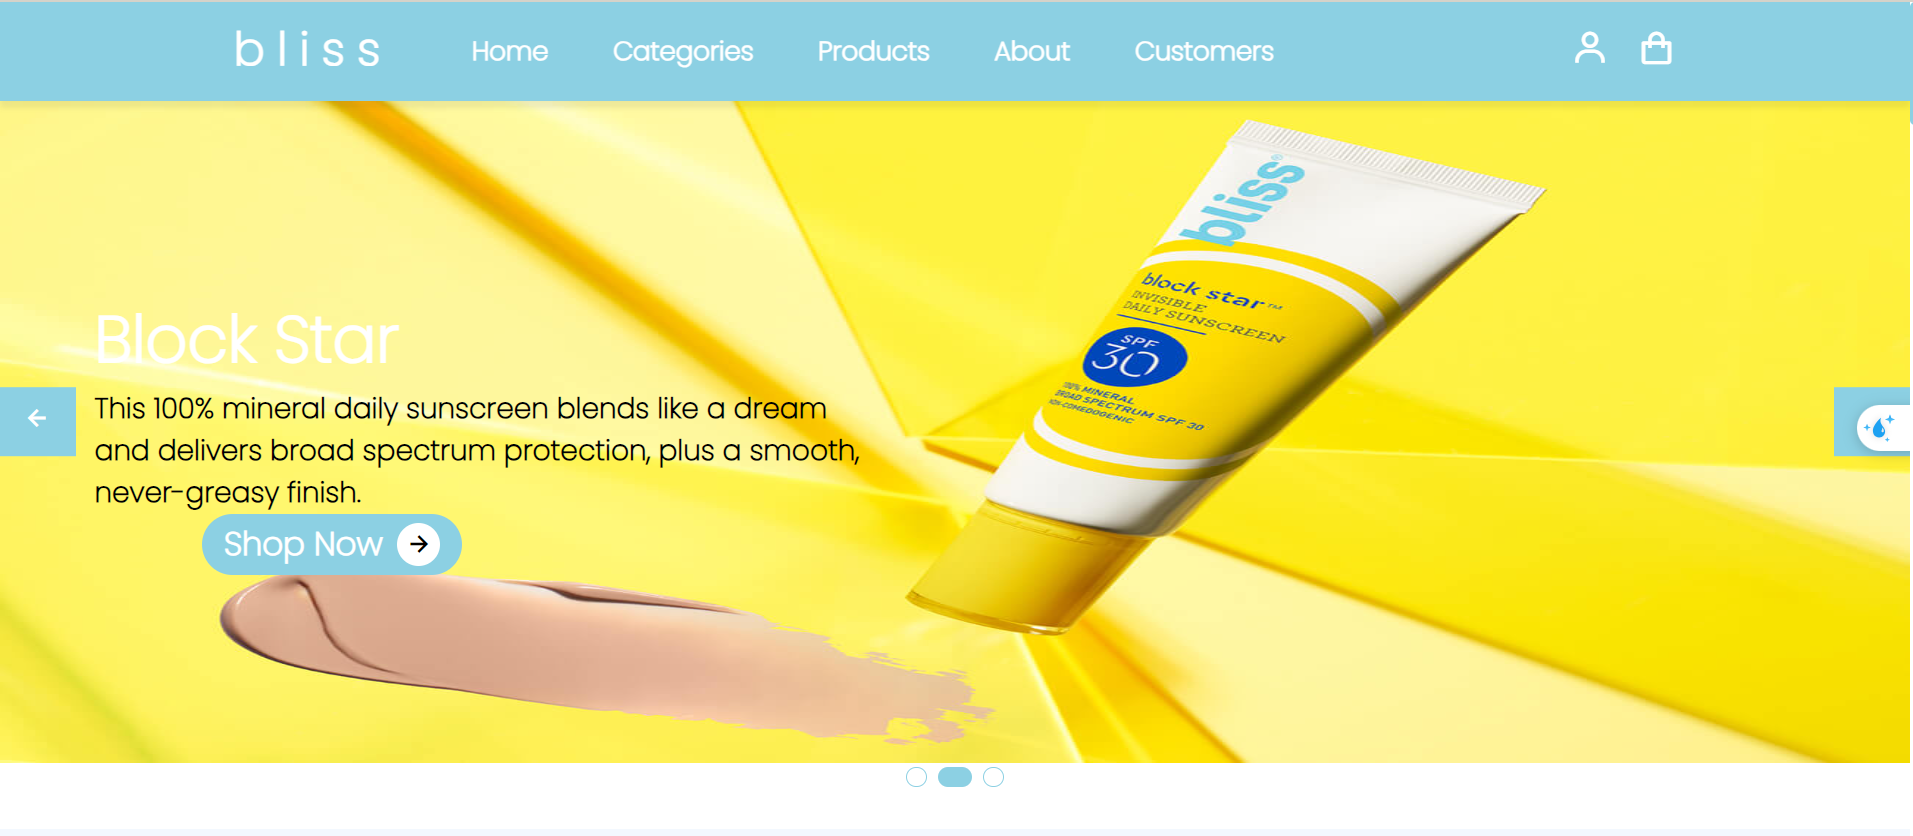 bliss
Home
Categories
Products
About
Customers
bliss®
block star™
INVISIBLE
DAILY SUNSCREEN
SPF
30
100% MINERAL
BROAD SPECTRUM SPF 30
NON-COMEDOGENIC
Block Star
This 100% mineral daily sunscreen blends like a dream
and delivers broad spectrum protection, plus a smooth,
never-greasy finish.
Shop Now